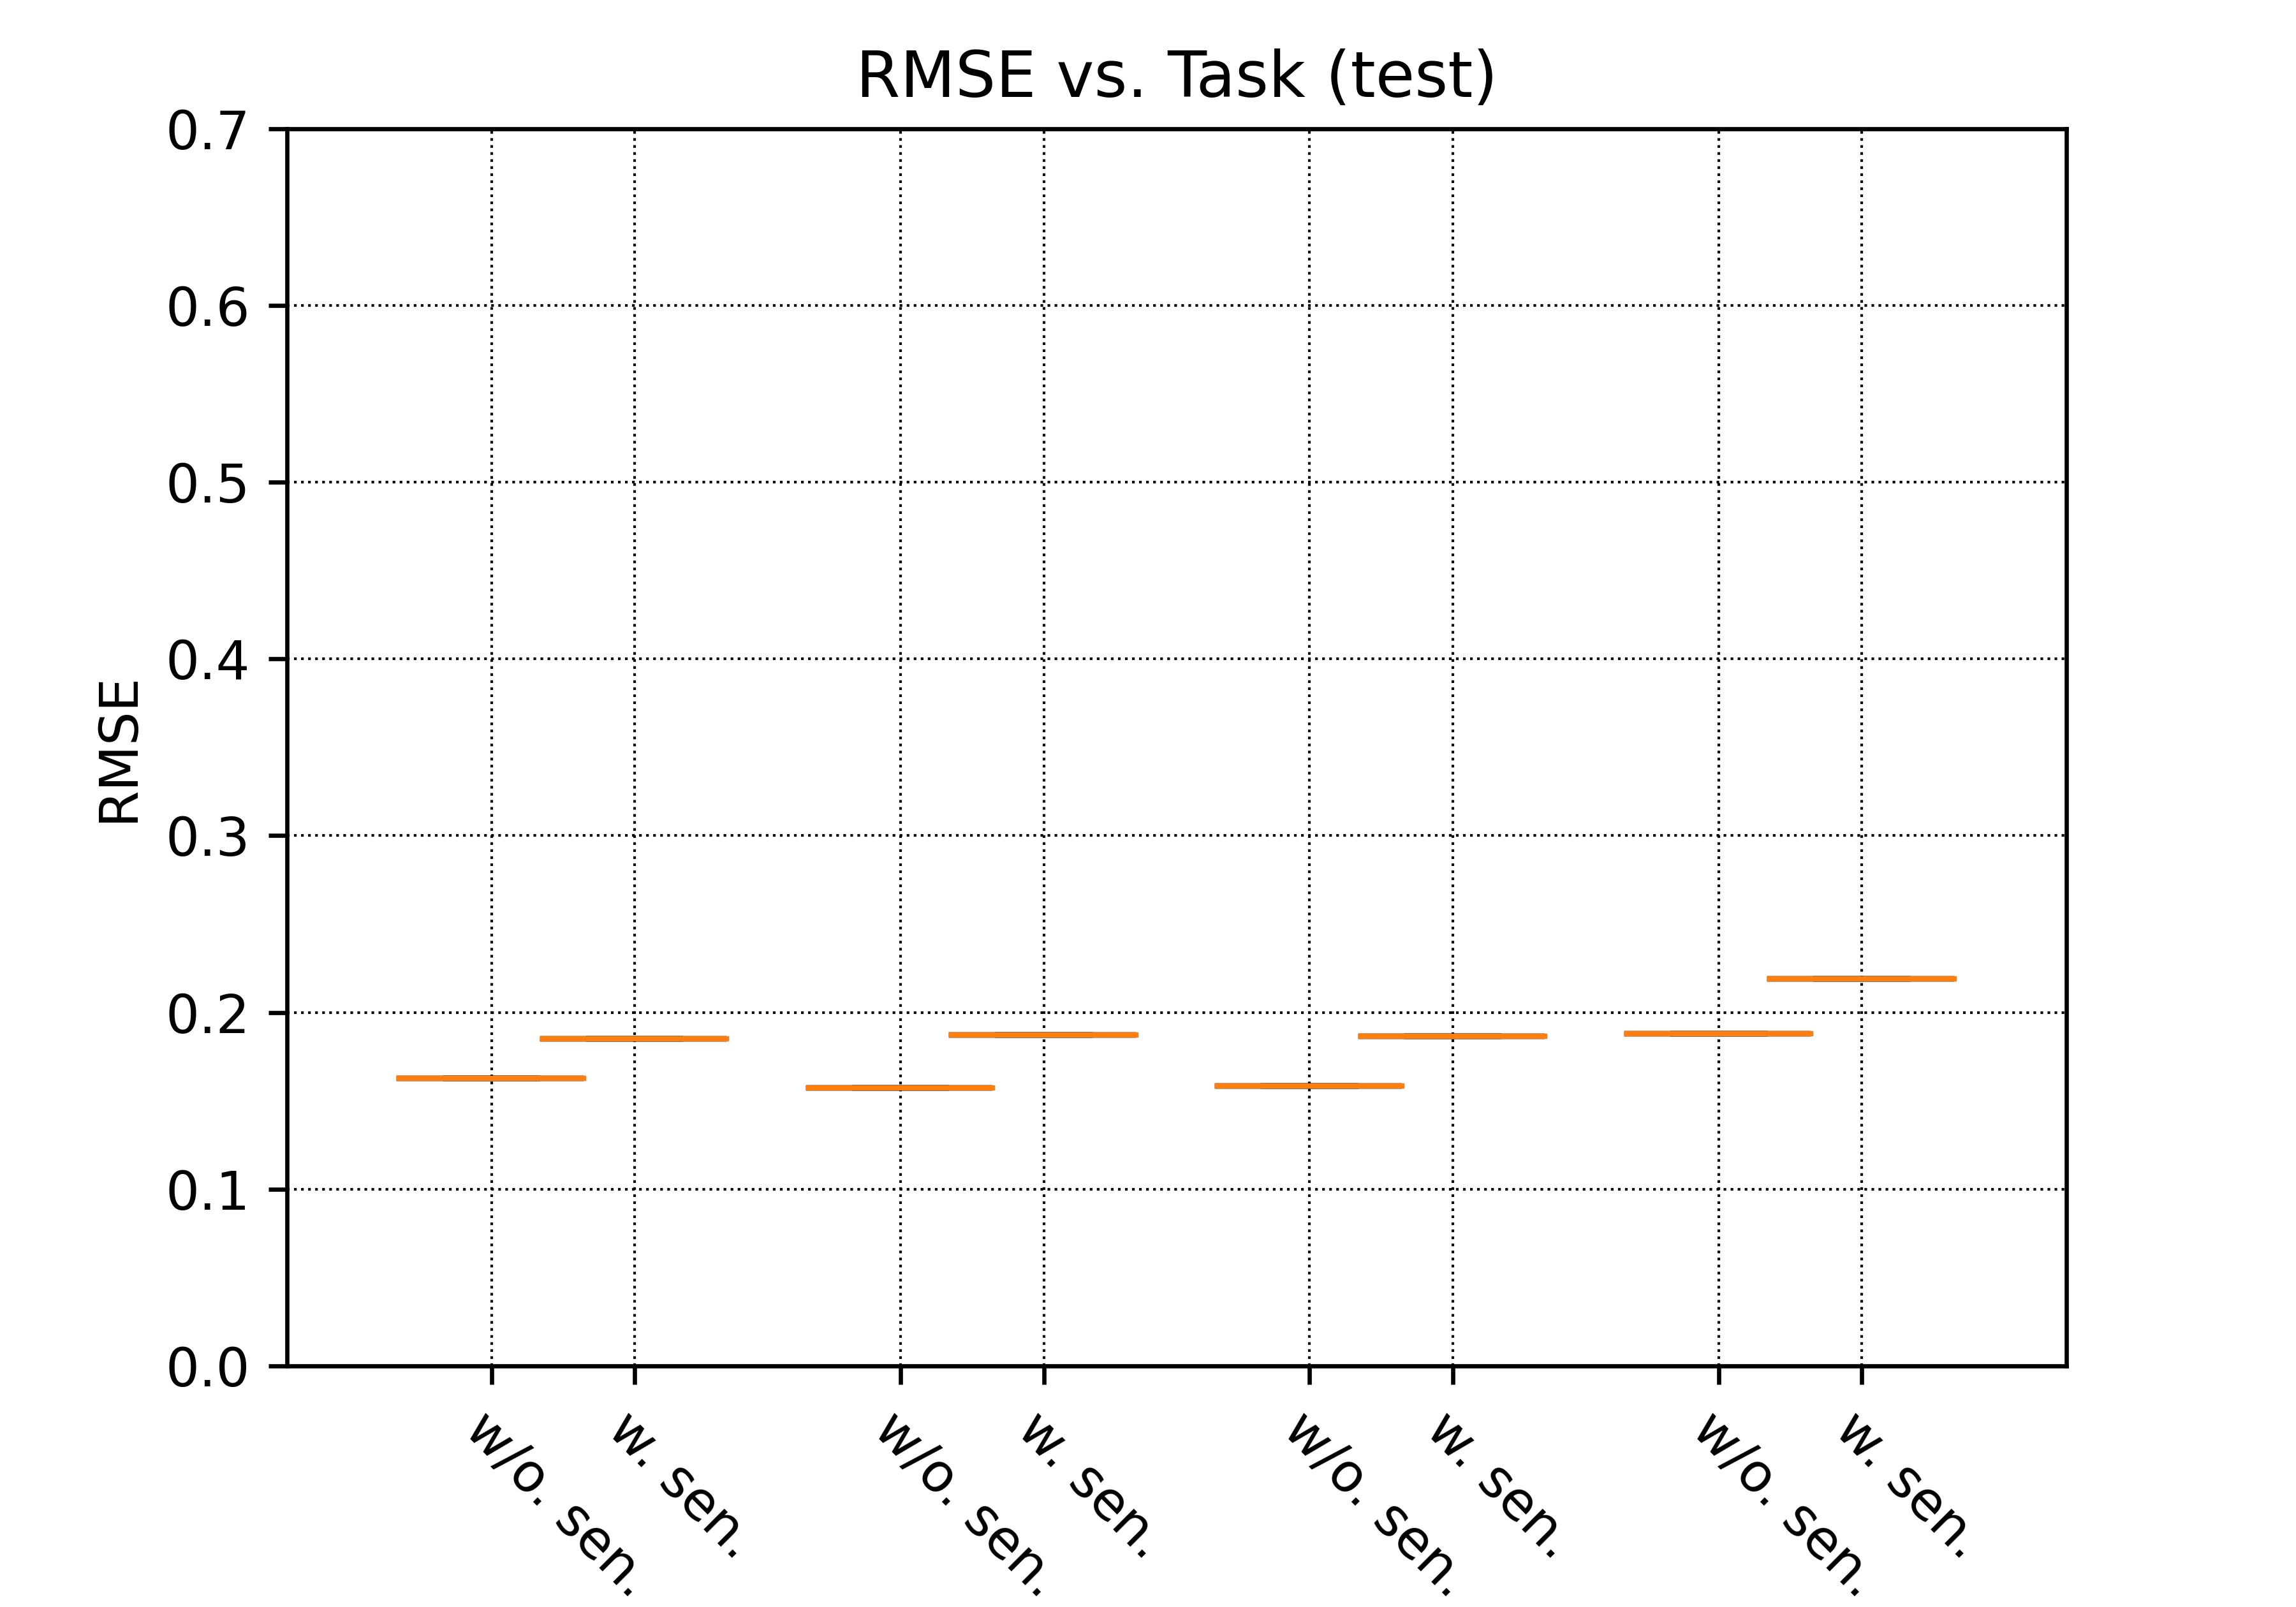 RMSE vs. Task (test)
0.7
0.6
0.5
0.4
0.3
0.2
0.1
0.0
RMSE
w/o. sen.
w. sen.
w/o. sen.
w. sen.
w/o. sen.
w. sen.
w/o. sen.
w. sen.